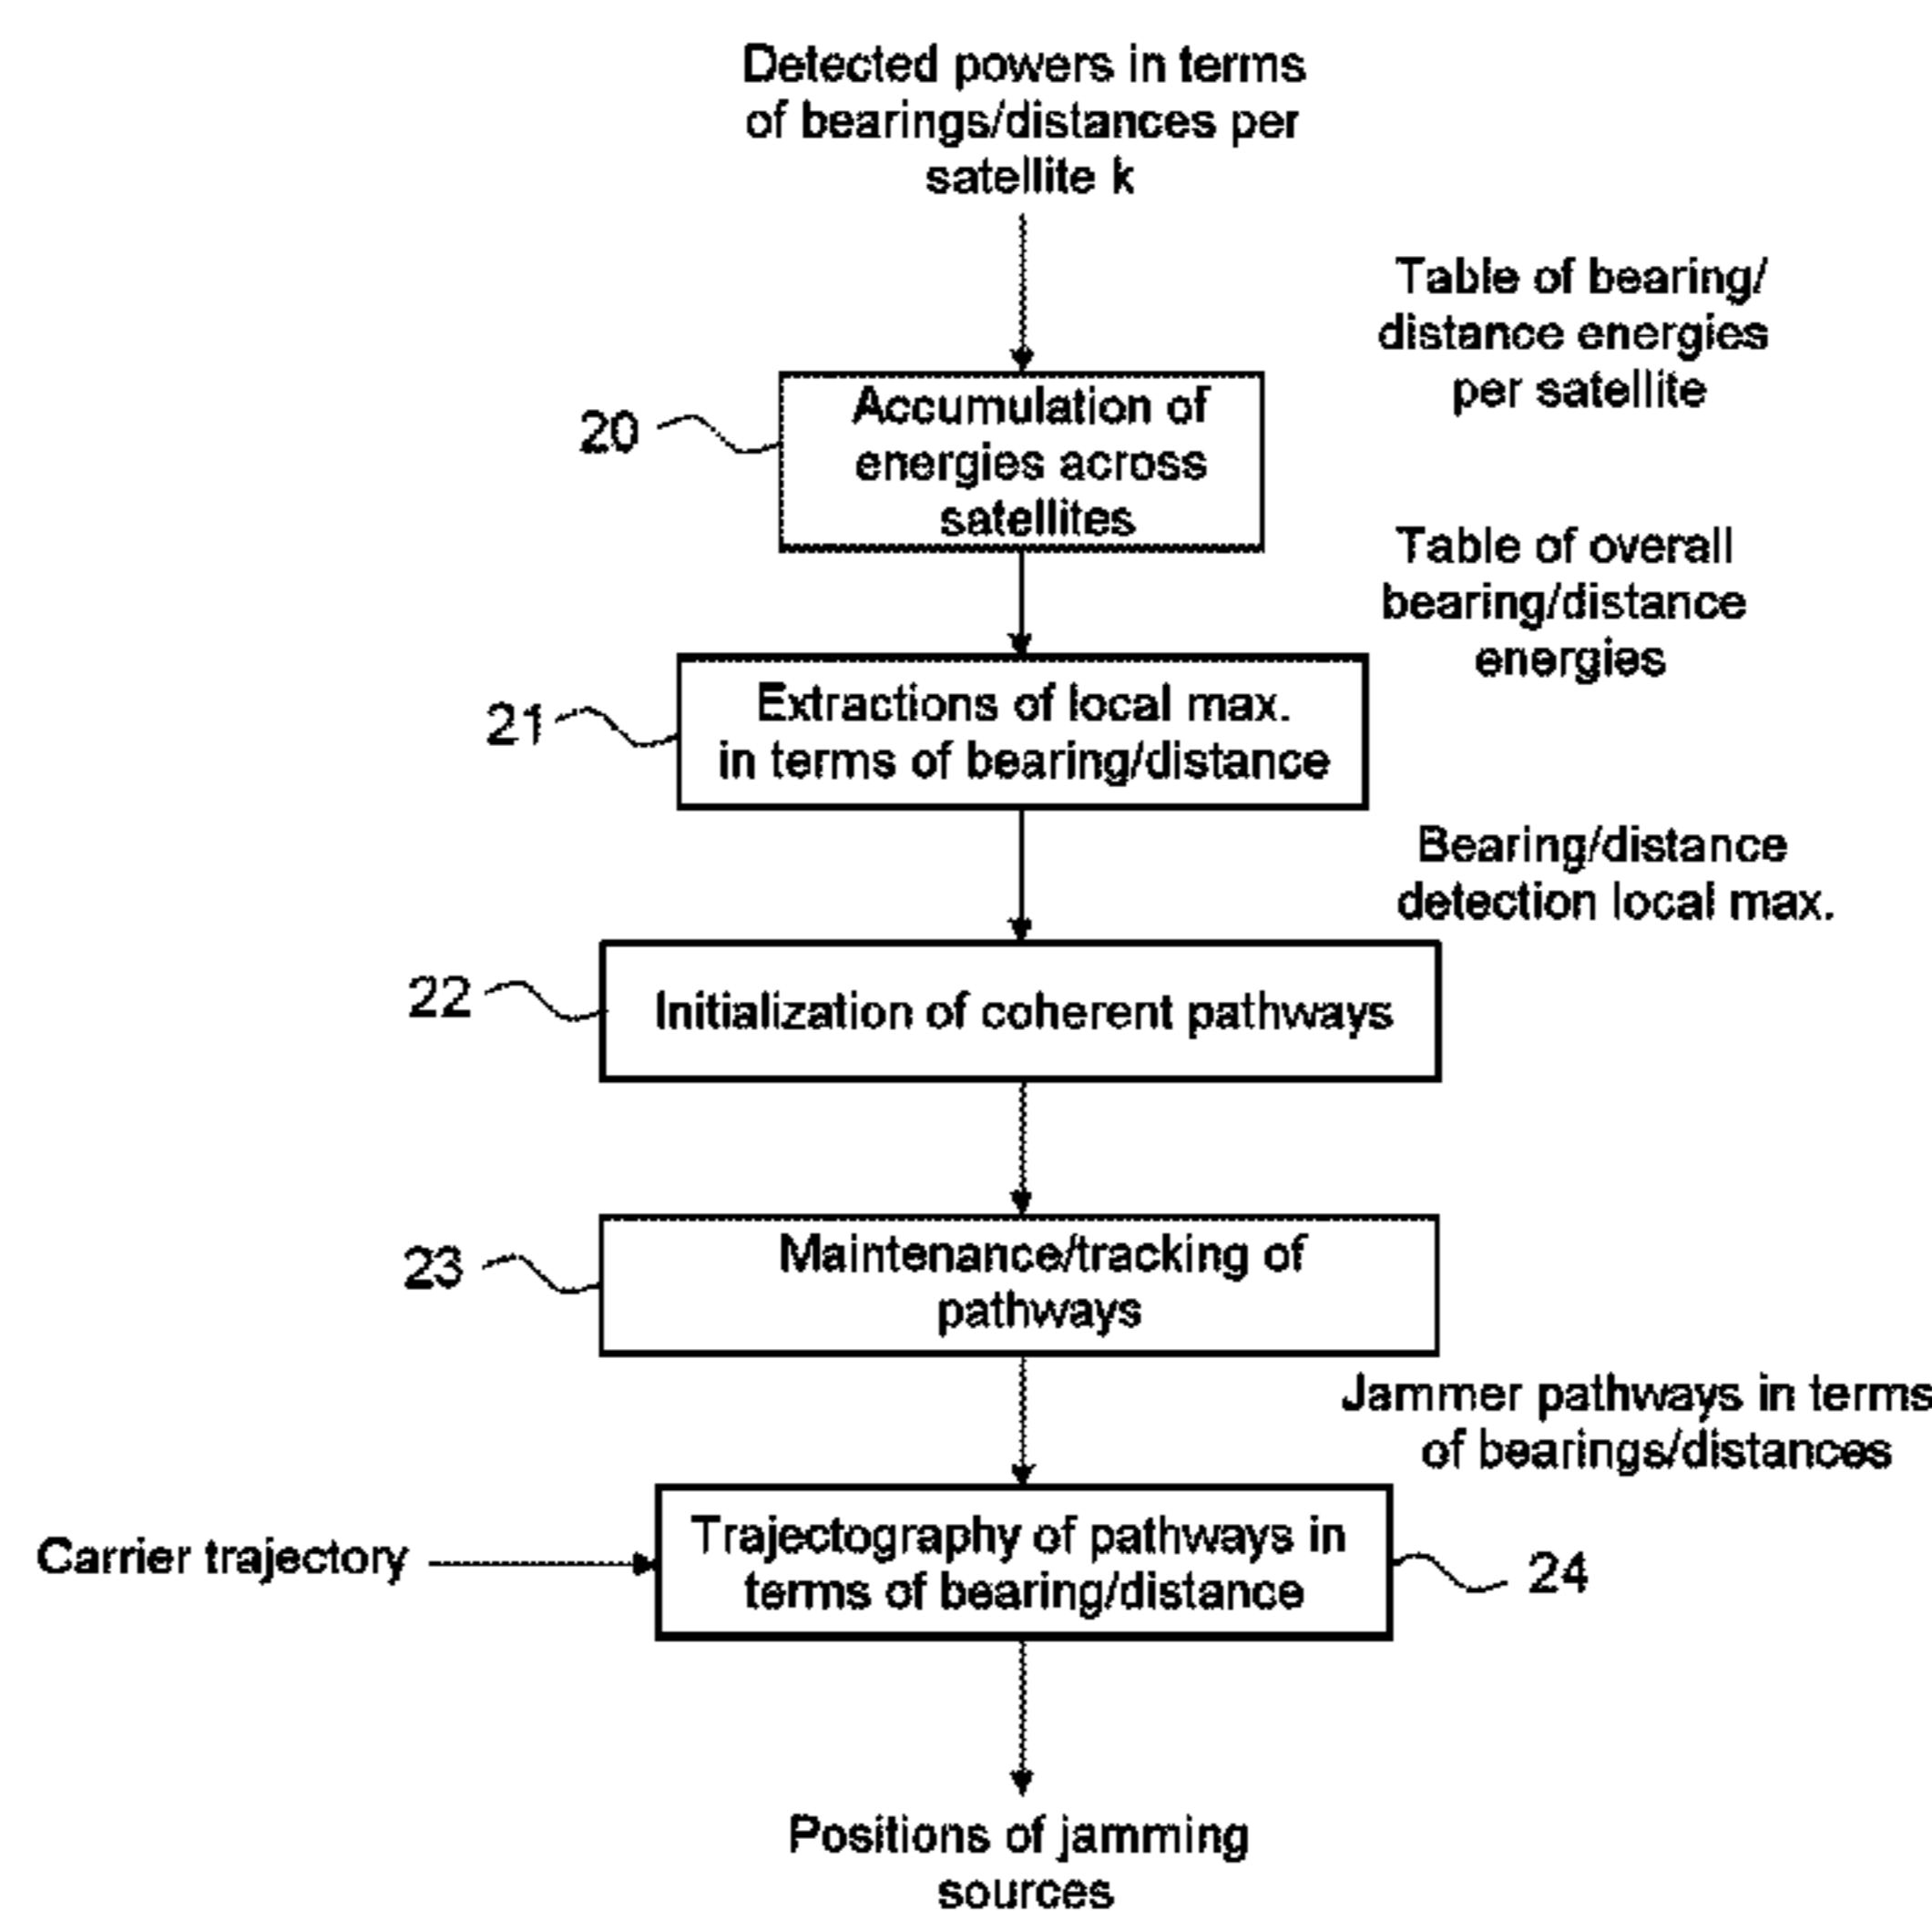 Detected powers in terms
of bearings/distances per
satellite k
Table of bearing/
distance energies
per satellite
20
Accumulation of
energies across
satellites
Table of overall
bearing/distance
energies
21
Extractions of local max.
in terms of bearing/distance
Bearing/distance
detection local max.
22
Initialization of coherent pathways
23
Maintenance/tracking of
pathways
Jammer pathways in terms
of bearings/distances
Carrier trajectory
Trajectography of pathways in
terms of bearing/distance
24
Positions of jamming
sources